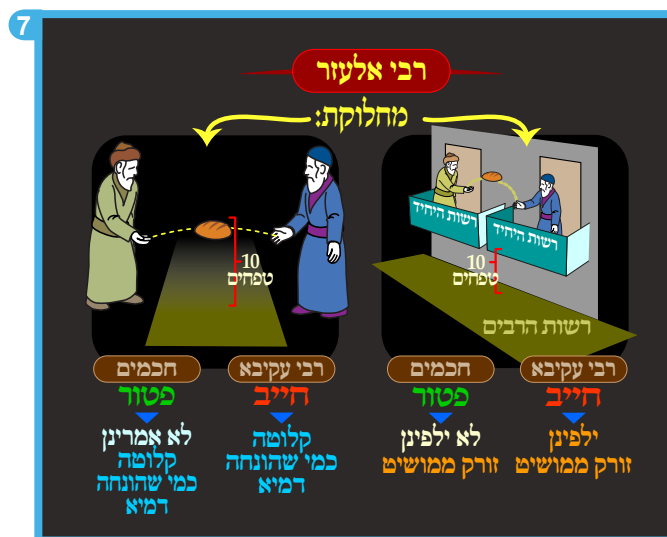 7
רבי אלעזר
מחלוקת:
רשות היחיד
רשות היחיד
10
טפחים
רשות הרבים
רבי עקיבא
חייב
ילפינן
זורק ממושיט
חכמים
פטור
לא ילפינן
זורק ממושיט
10
טפחים
רבי עקיבא
חייב
קלוטה
כמי שהונחה
דמיא
חכמים
פטור
לא אמרינן
קלוטה
כמי שהונחה
דמיא